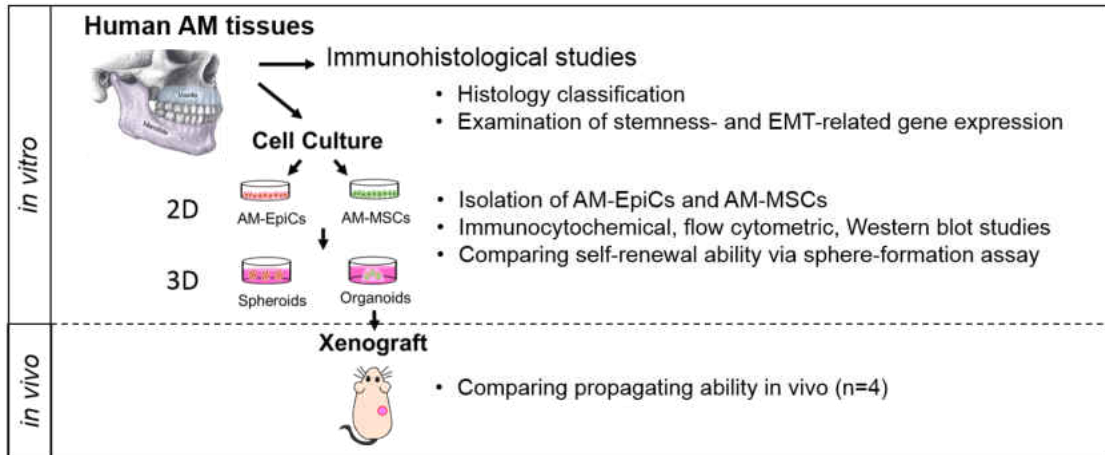 Human AM tissues
Immunohistological studies
• Histology classification
• Examination of stemness- and EMT-related gene expression
Maxilla
Mandible
Cell Culture
in vitro
2D
AM-EpiCs
AM-MSCs
• Isolation of AM-EpiCs and AM-MSCs
• Immunocytochemical, flow cytometric, Western blot studies
• Comparing self-renewal ability via sphere-formation assay
3D
Spheroids
Organoids
in vivo
Xenograft
• Comparing propagating ability in vivo (n=4)